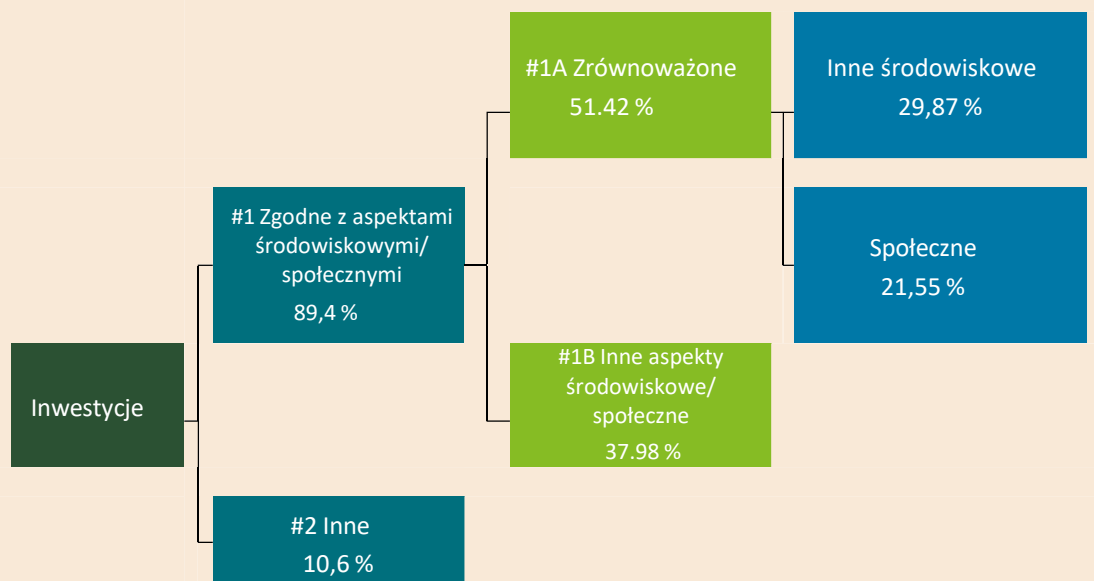 Inwestycje
#1 Zgodne z aspektami
środowiskowymi/
społecznymi
89,4 %
#2 Inne
10,6 %
#1A Zrównoważone
51.42 %
#1B Inne aspekty
środowiskowe/
społeczne
37.98 %
Inne środowiskowe
29,87 %
Społeczne
21,55 %